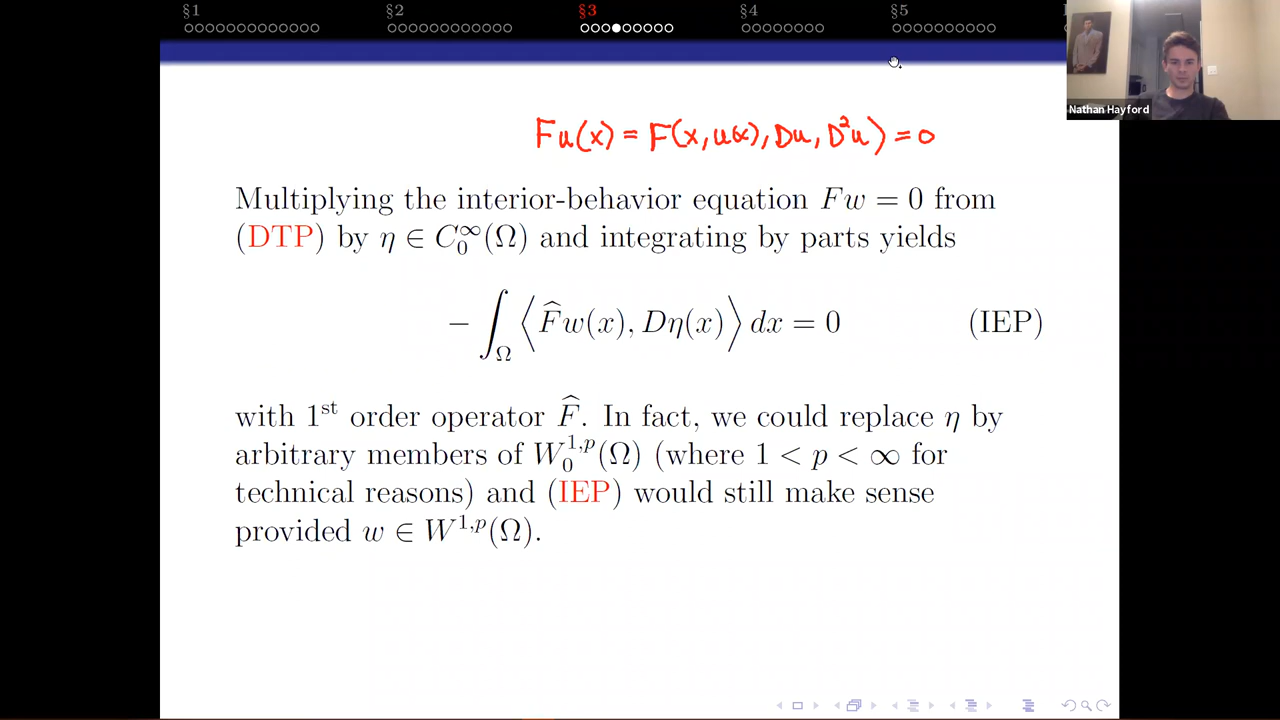 §1 §2 §3 §4 §5
Nathan Hayford
Fu(x) = F(x, u(x), Du, D²u) = 0
Multiplying the interior-behavior equation Fw = 0 from
(DTP) by η ∈ C₀^∞(Ω) and integrating by parts yields
− ∫_Ω ⟨F̂w(x), Dη(x)⟩ dx = 0 (IEP)
with 1ˢᵗ order operator F̂. In fact, we could replace η by
arbitrary members of W₀^{1,p}(Ω) (where 1 < p < ∞ for
technical reasons) and (IEP) would still make sense
provided w ∈ W^{1,p}(Ω).